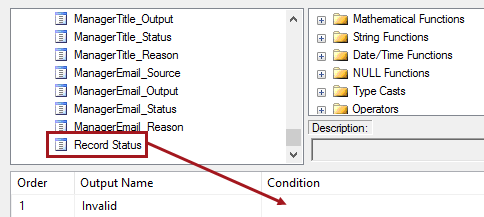 ManagerTitle_Output
ManagerTitle_Status
ManagerTitle_Reason
ManagerEmail_Source
ManagerEmail_Output
ManagerEmail_Status
ManagerEmail_Reason
Record Status
Mathematical Functions
String Functions
Date/Time Functions
NULL Functions
Type Casts
Operators
Description:
Order Output Name Condition
1 Invalid